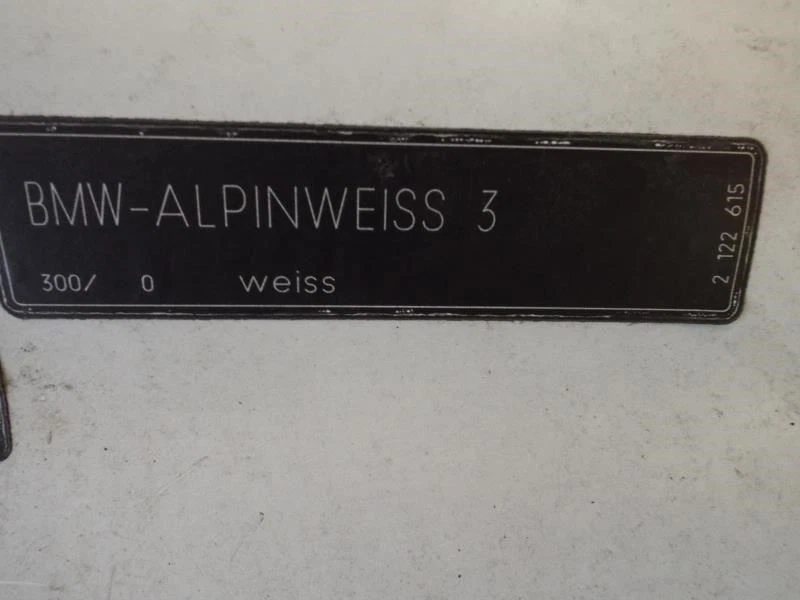 BMW-ALPINWEISS 3
300/ 0 weiss
2 122 615